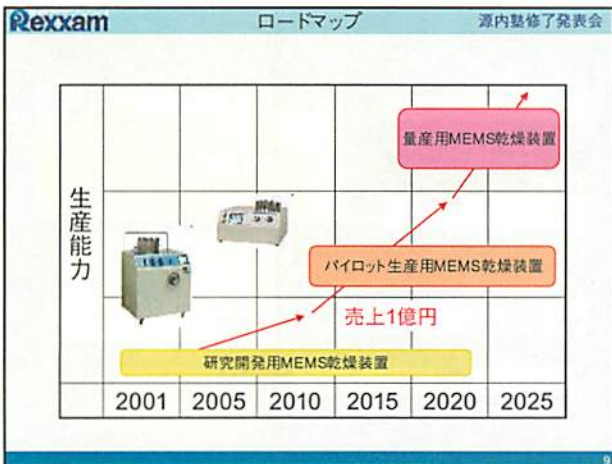 Rexxam
ロードマップ
源内塾修了発表会
生産能力
量産用MEMS乾燥装置
パイロット生産用MEMS乾燥装置
売上1億円
研究開発用MEMS乾燥装置
2001 2005 2010 2015 2020 2025
9